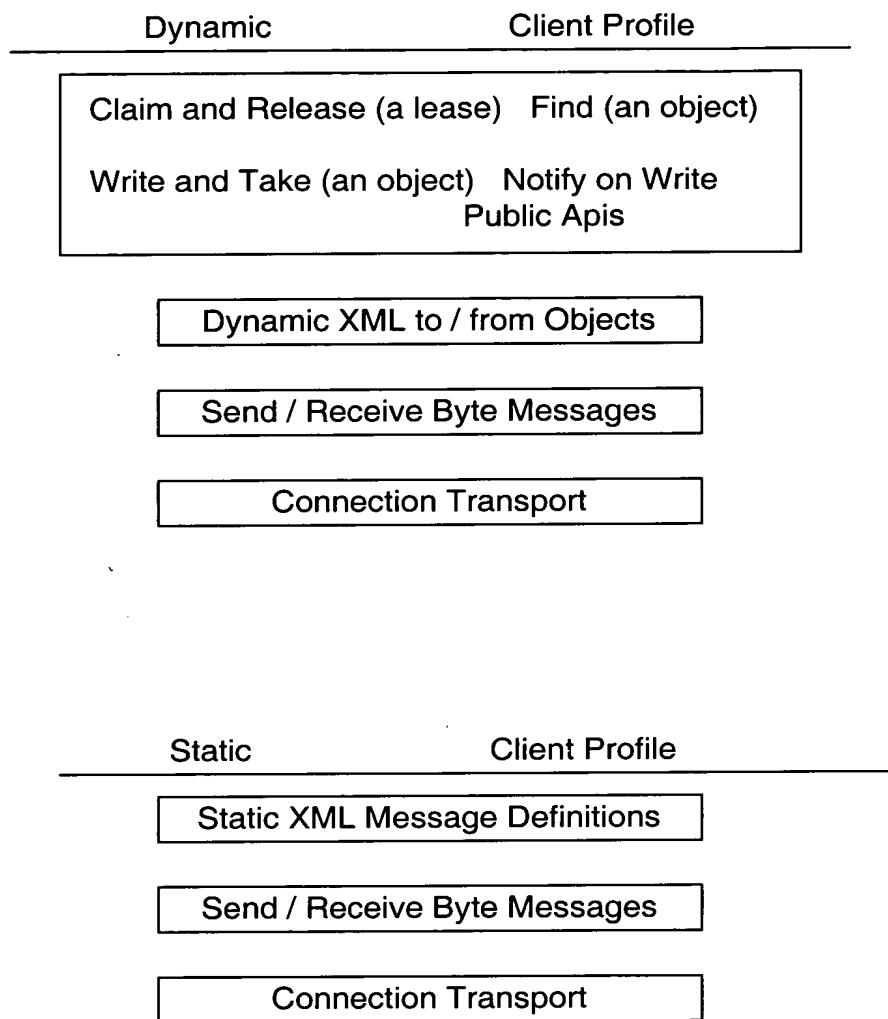 Dynamic Client Profile
Claim and Release (a lease) Find (an object)
Write and Take (an object) Notify on Write
Public Apis
Dynamic XML to / from Objects
Send / Receive Byte Messages
Connection Transport
Static Client Profile
Static XML Message Definitions
Send / Receive Byte Messages
Connection Transport